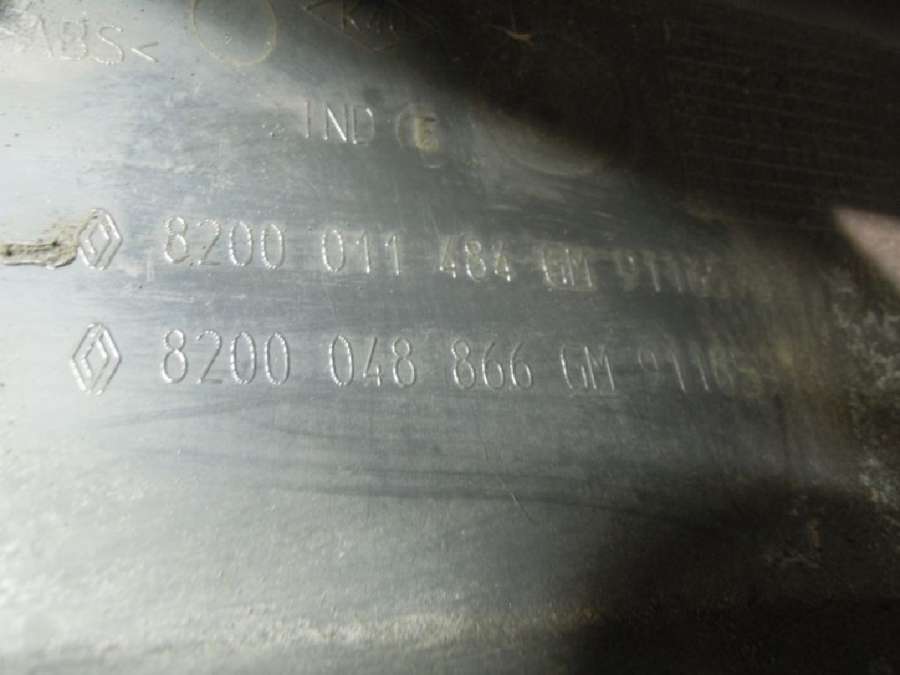 >ABS<
IND E
8200 011 484 GM
8200 048 866 GM